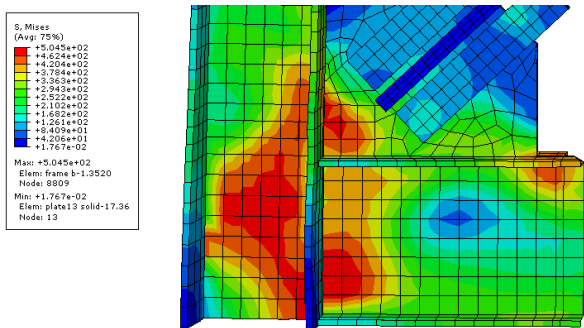 S, Mises
(Avg: 75%)
+5.045e+02
+4.624e+02
+4.204e+02
+3.784e+02
+3.363e+02
+2.943e+02
+2.522e+02
+2.102e+02
+1.682e+02
+1.261e+02
+8.409e+01
+4.206e+01
+1.767e-02
Max: +5.045e+02
Elem: frame b-1.3520
Node: 8809
Min: +1.767e-02
Elem: plate13 solid-17.36
Node: 13